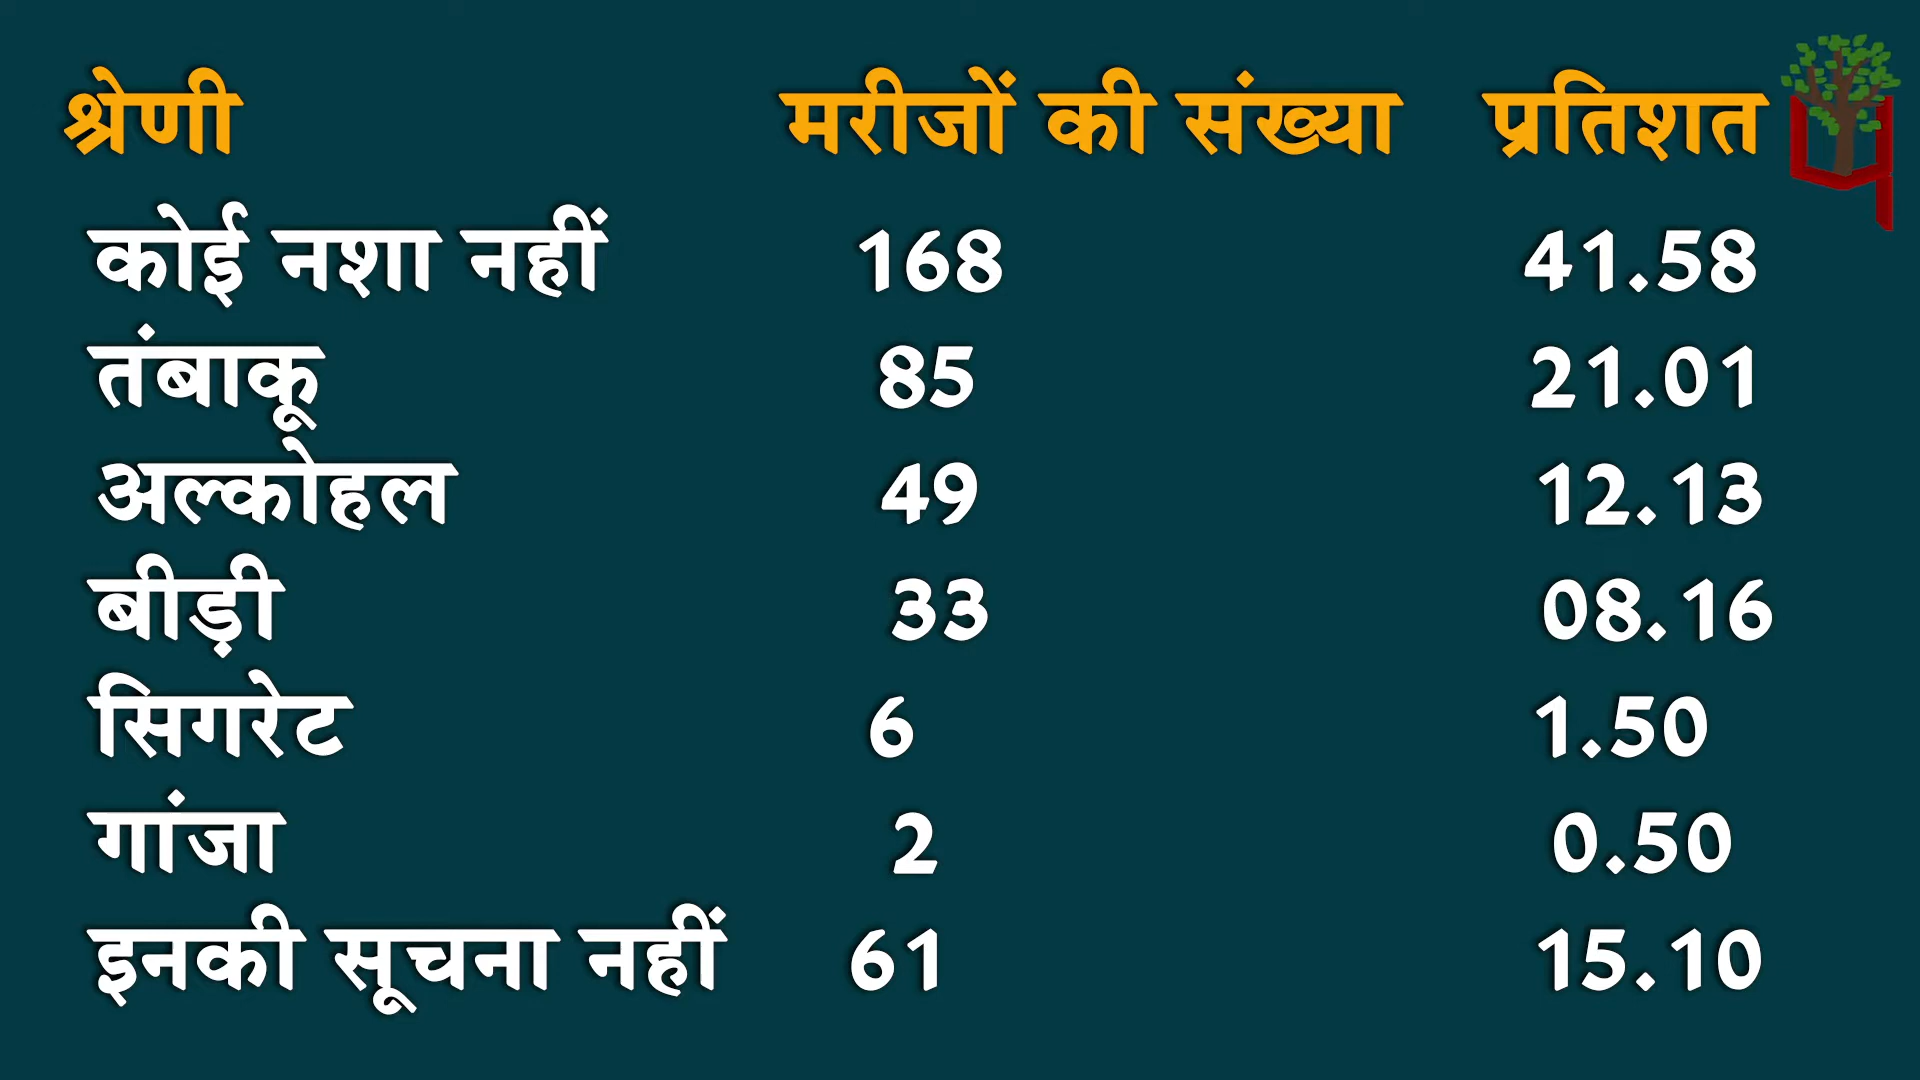 श्रेणी मरीजों की संख्या प्रतिशत
कोई नशा नहीं 168 41.58
तंबाकू 85 21.01
अल्कोहल 49 12.13
बीड़ी 33 08.16
सिगरेट 6 1.50
गांजा 2 0.50
इनकी सूचना नहीं 61 15.10